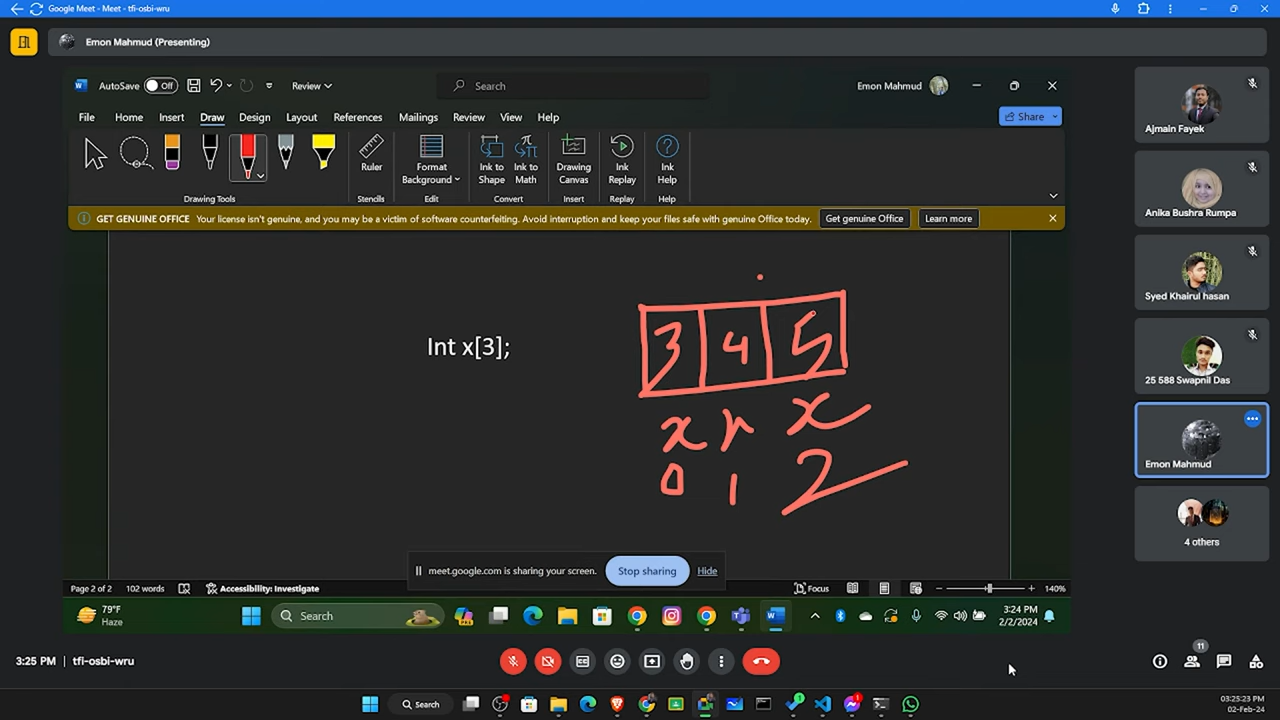 Google Meet - Meet - tfi-osbi-wru
Emon Mahmud (Presenting)
AutoSave Off Review Search Emon Mahmud
File Home Insert Draw Design Layout References Mailings Review View Help Share
Ruler Format Background Ink to Shape Ink to Math Drawing Canvas Ink Replay Ink Help
Drawing Tools Stencils Edit Convert Insert Replay Help
GET GENUINE OFFICE Your license isn't genuine, and you may be a victim of software counterfeiting. Avoid interruption and keep your files safe with genuine Office today. Get genuine Office Learn more
Int x[3];
3 4 5
x x x
0 1 2
meet.google.com is sharing your screen. Stop sharing Hide
Page 2 of 2 102 words Accessibility: Investigate Focus 140%
79°F
Haze
Search
3:24 PM
2/2/2024
Ajmain Fayek
Anika Bushra Rumpa
Syed Khairul hasan
25 588 Swapnil Das
Emon Mahmud
4 others
3:25 PM | tfi-osbi-wru
11
Search
03:25:23 PM
02-Feb-24